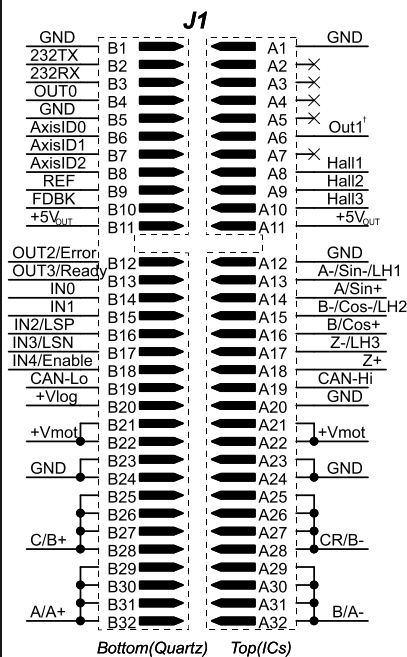 J1
GND B1 A1 GND
232TX B2 A2
232RX B3 A3
OUT0 B4 A4
GND B5 A5
AxisID0 B6 A6 Out1†
AxisID1 B7 A7
AxisID2 B8 A8 Hall1
REF B9 A9 Hall2
FDBK B10 A10 Hall3
+5VOUT B11 A11 +5VOUT
OUT2/Error B12 A12 GND
OUT3/Ready B13 A13 A-/Sin-/LH1
IN0 B14 A14 A/Sin+
IN1 B15 A15 B-/Cos-/LH2
IN2/LSP B16 A16 B/Cos+
IN3/LSN B17 A17 Z-/LH3
IN4/Enable B18 A18 Z+
CAN-Lo B19 A19 CAN-Hi
+Vlog B20 A20 GND
B21 A21
+Vmot B22 A22 +Vmot
B23 A23
GND B24 A24 GND
B25 A25
B26 A26
B27 A27
C/B+ B28 A28 CR/B-
B29 A29
B30 A30
B31 A31
A/A+ B32 A32 B/A-
Bottom(Quartz) Top(ICs)